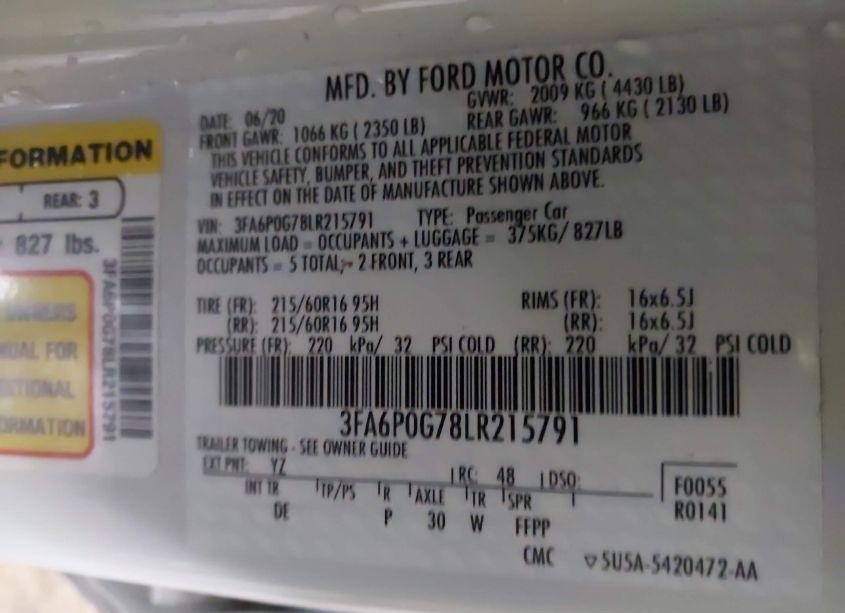 MFD. BY FORD MOTOR CO.
DATE: 06/20 GVWR: 2009 KG ( 4430 LB)
FRONT GAWR: 1066 KG ( 2350 LB) REAR GAWR: 966 KG ( 2130 LB)
THIS VEHICLE CONFORMS TO ALL APPLICABLE FEDERAL MOTOR
VEHICLE SAFETY, BUMPER, AND THEFT PREVENTION STANDARDS
IN EFFECT ON THE DATE OF MANUFACTURE SHOWN ABOVE.
VIN: 3FA6P0G78LR215791 TYPE: Passenger Car
MAXIMUM LOAD = OCCUPANTS + LUGGAGE = 375KG/ 827LB
OCCUPANTS = 5 TOTAL;- 2 FRONT, 3 REAR
TIRE (FR): 215/60R16 95H RIMS (FR): 16x6.5J
(RR): 215/60R16 95H (RR): 16x6.5J
PRESSURE (FR): 220 kPa/ 32 PSI COLD (RR): 220 kPa/ 32 PSI COLD
3FA6P0G78LR215791
TRAILER TOWING - SEE OWNER GUIDE
EXT PNT: YZ RC: 48 DSO:
INT TR TP/PS R AXLE TR SPR
DE P 30 W FFPP
F0055
R0141
CMC ▽5U5A-5420472-AA
FORMATION
REAR: 3
827 lbs.
OWNERS
UAL FOR
ITIONAL
ORMATION
3FA6P0G78LR215791